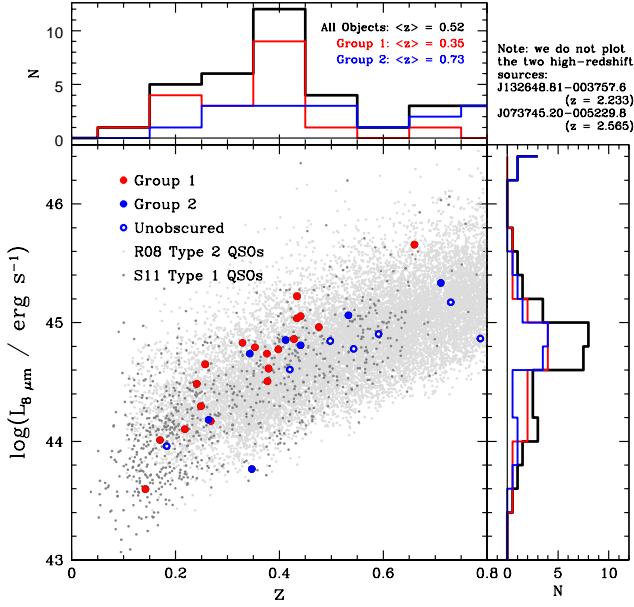 10
5
0
N
All Objects: <z> = 0.52
Group 1: <z> = 0.35
Group 2: <z> = 0.73
Note: we do not plot
the two high-redshift
sources:
J132648.81−003757.6
(z = 2.233)
J073745.20−005229.8
(z = 2.565)
46
45
44
43
log(L8 μm / erg s−1)
Group 1
Group 2
Unobscured
R08 Type 2 QSOs
S11 Type 1 QSOs
0 0.2 0.4 0.6 0.8
z
0 5 10
N